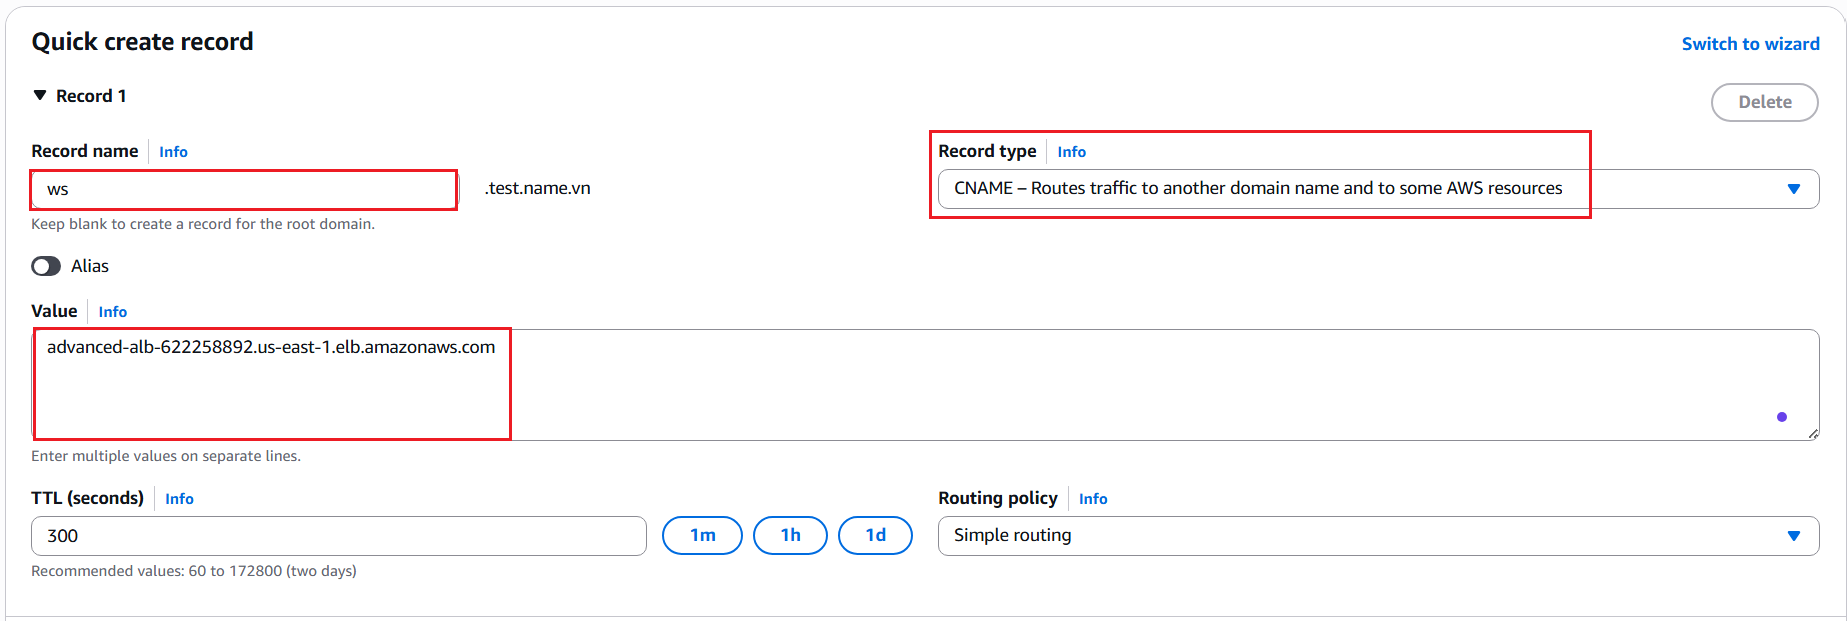 Quick create record
Switch to wizard
Record 1
Delete
Record name Info
Record type Info
ws .test.name.vn
CNAME – Routes traffic to another domain name and to some AWS resources
Keep blank to create a record for the root domain.
Alias
Value Info
advanced-alb-622258892.us-east-1.elb.amazonaws.com
Enter multiple values on separate lines.
TTL (seconds) Info
Routing policy Info
300 1m 1h 1d
Simple routing
Recommended values: 60 to 172800 (two days)